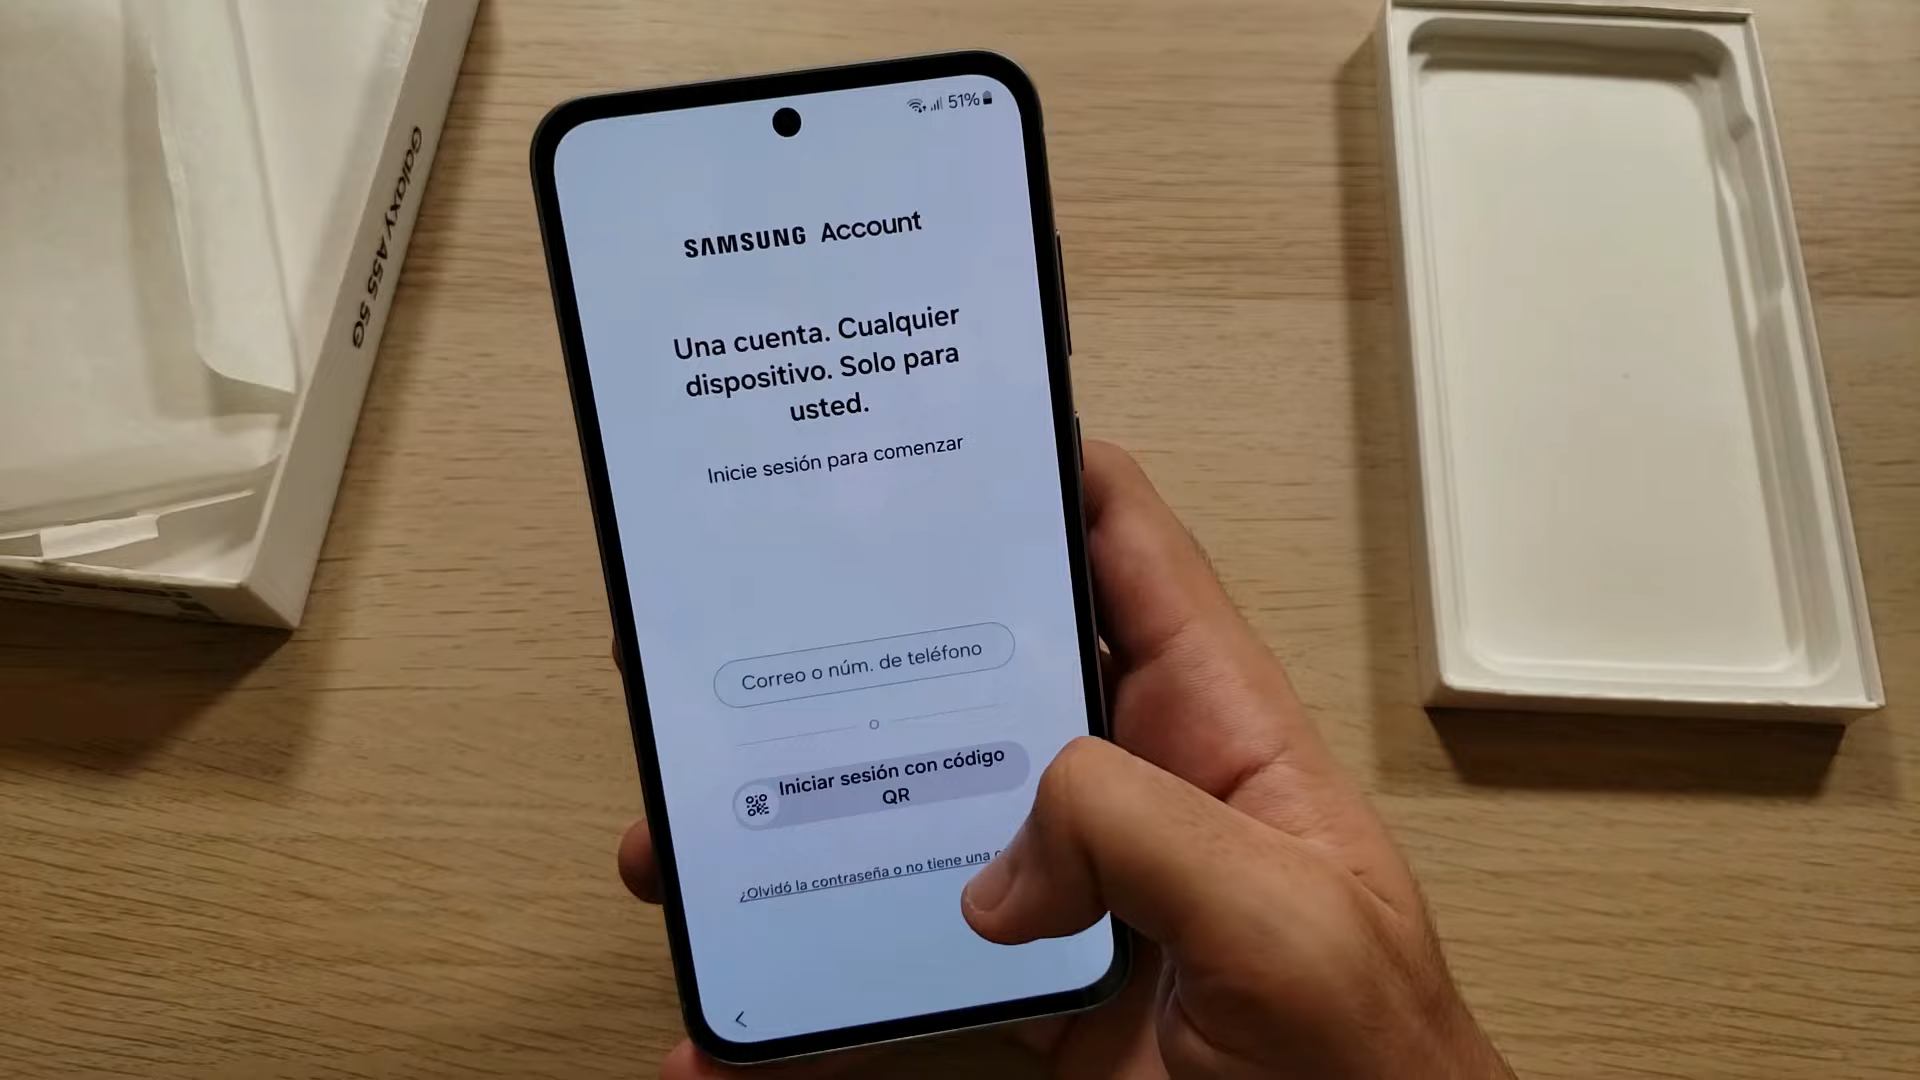 Galaxy A55 5G
51%
SAMSUNG Account
Una cuenta. Cualquier
dispositivo. Solo para
usted.
Inicie sesión para comenzar
Correo o núm. de teléfono
o
Iniciar sesión con código
QR
¿Olvidó la contraseña o no tiene una